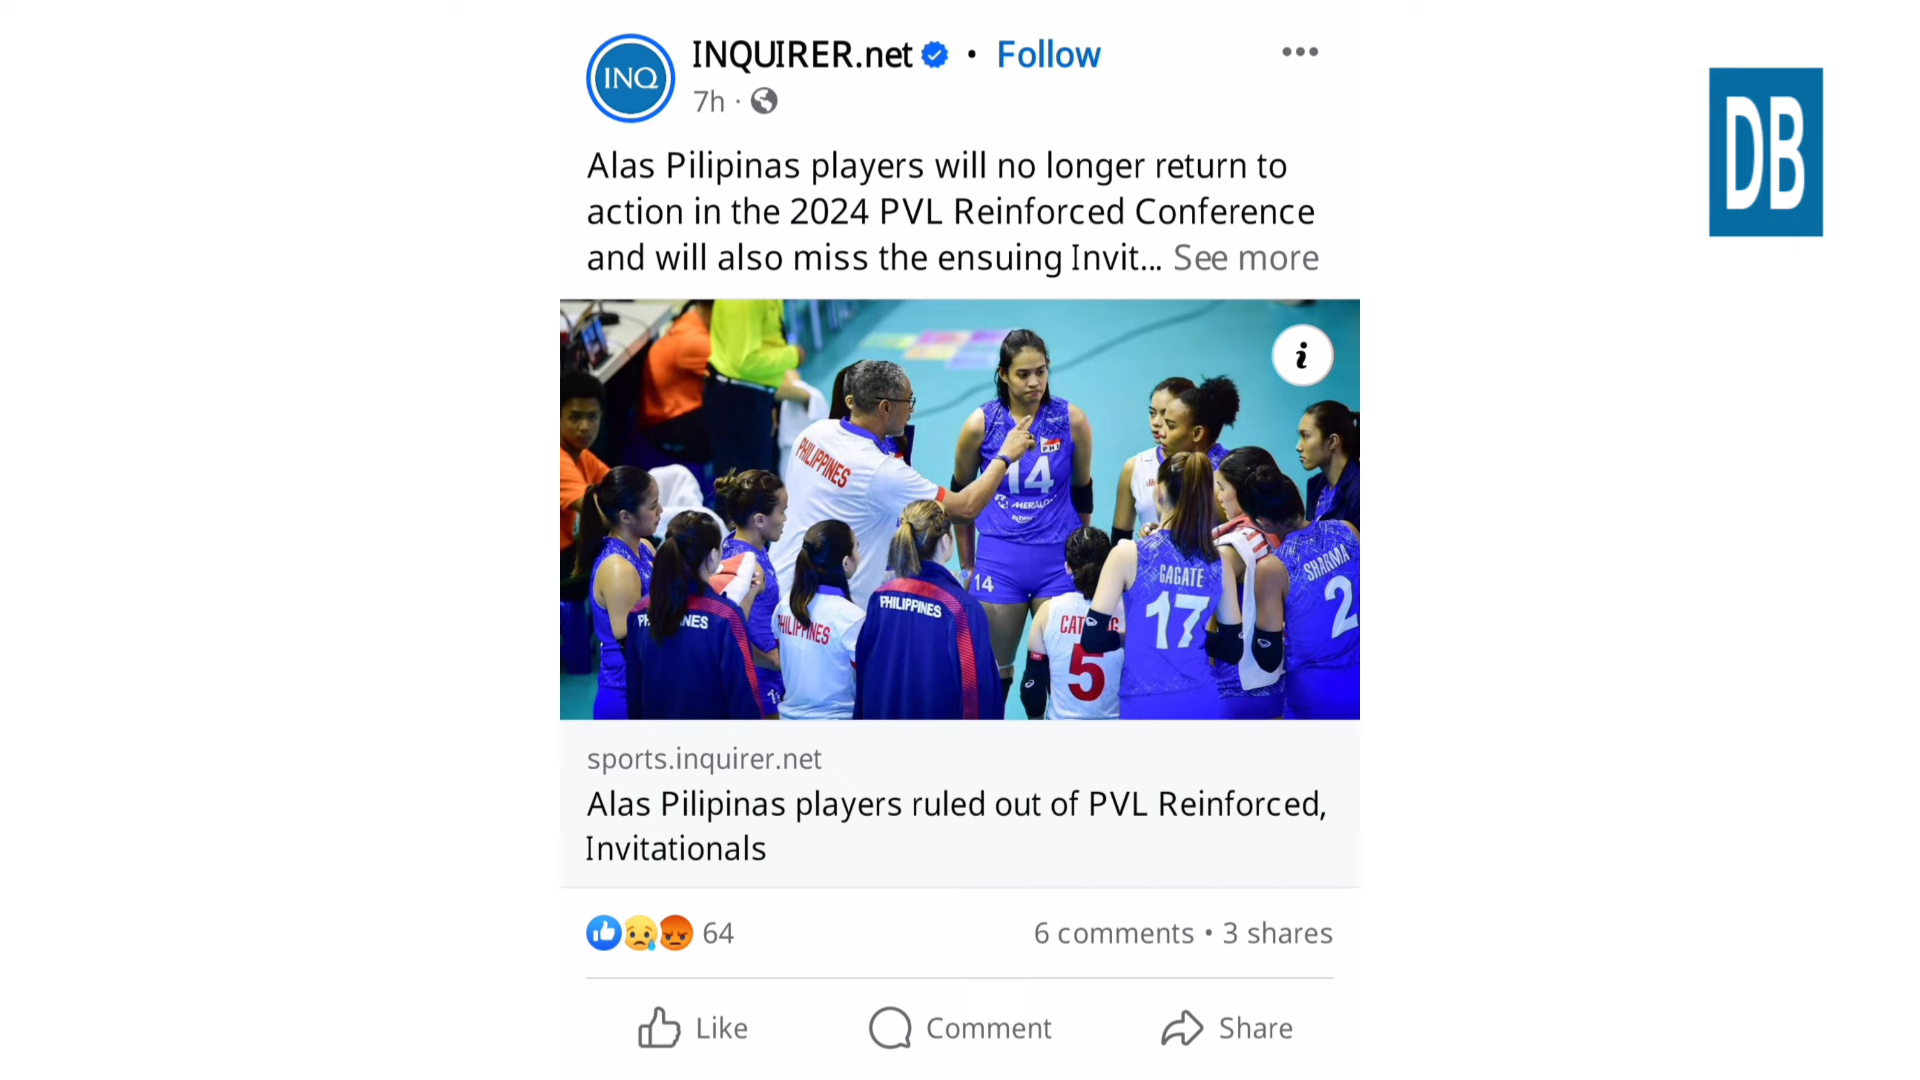 INQ
INQUIRER.net • Follow
7h ·
DB
Alas Pilipinas players will no longer return to
action in the 2024 PVL Reinforced Conference
and will also miss the ensuing Invit... See more
i
PHILIPPINES
PHI
14
MERALCO
14
PHILIPPINES
GAGATE
17
SHARMA
2
5
sports.inquirer.net
Alas Pilipinas players ruled out of PVL Reinforced,
Invitationals
64
6 comments • 3 shares
Like
Comment
Share